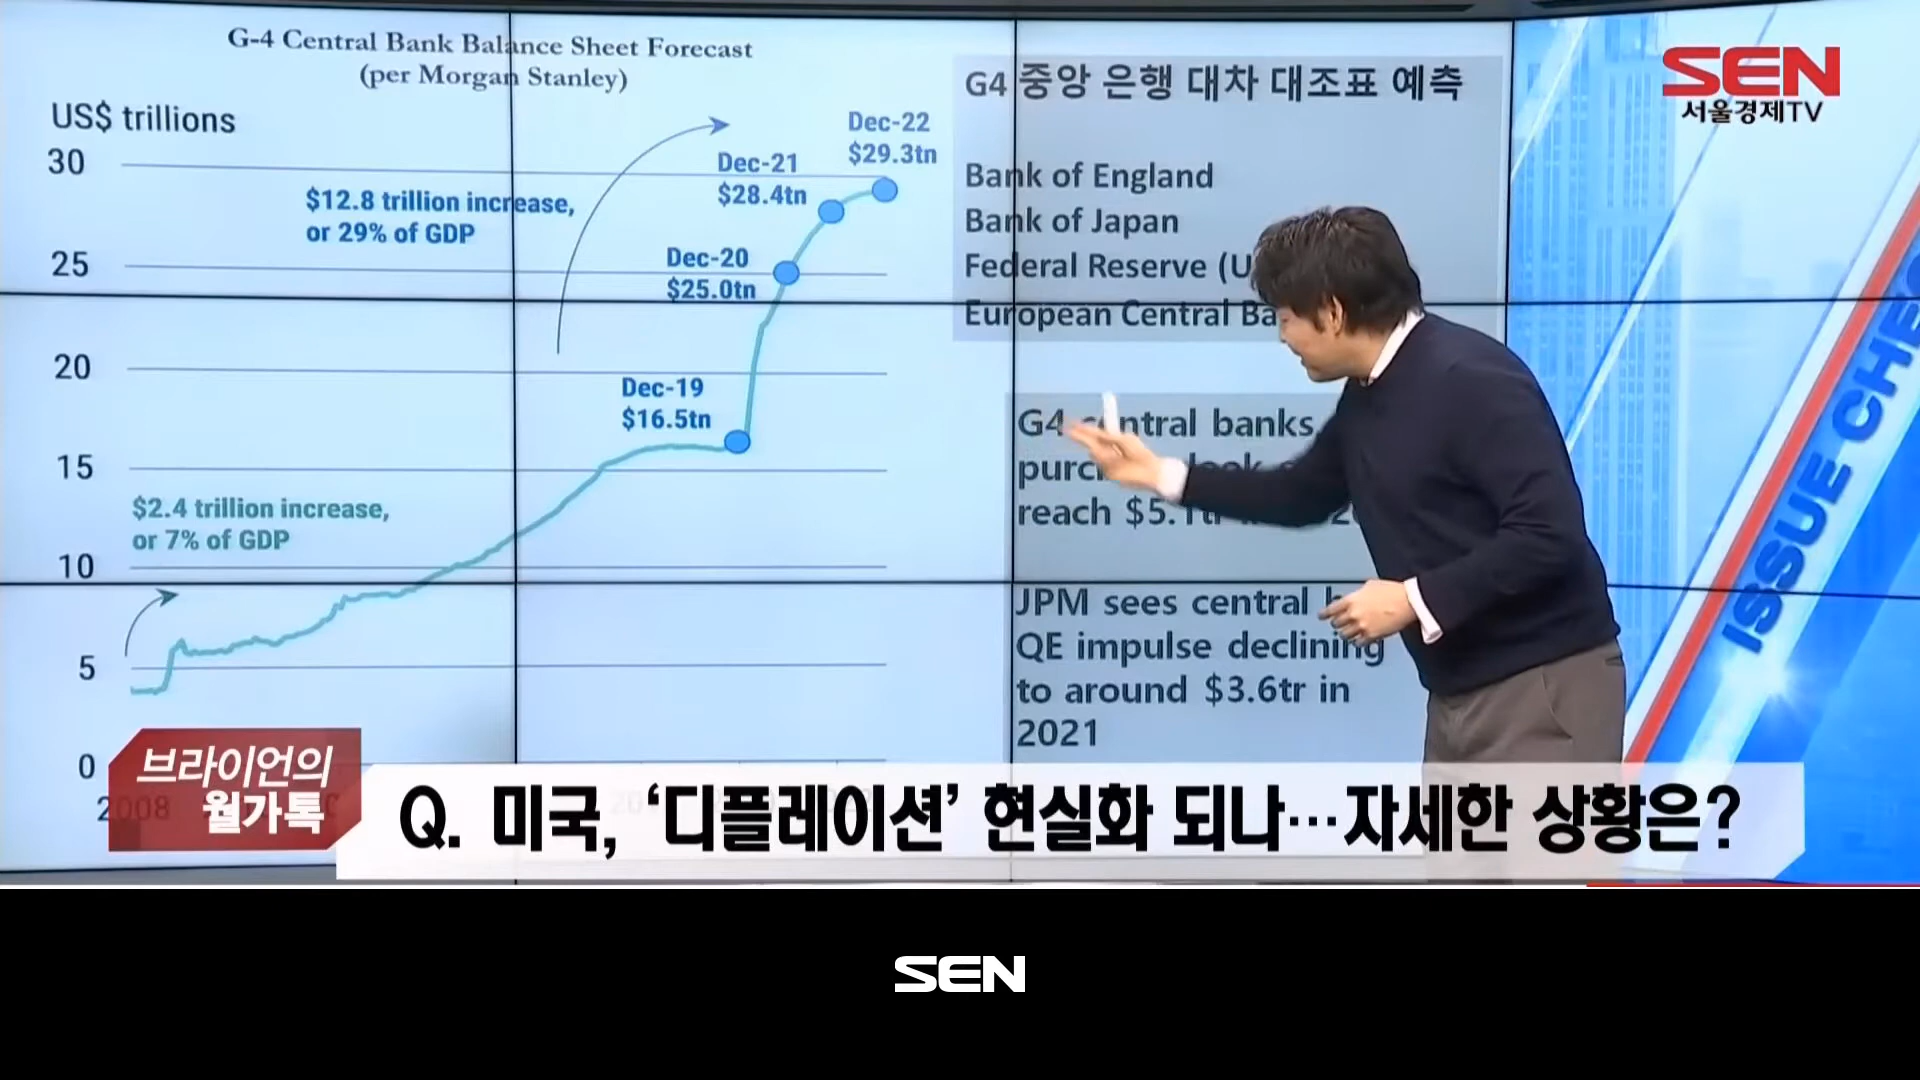 G-4 Central Bank Balance Sheet Forecast
(per Morgan Stanley)
US$ trillions
30
25
20
15
10
5
0
$12.8 trillion increase,
or 29% of GDP
$2.4 trillion increase,
or 7% of GDP
Dec-19
$16.5tn
Dec-20
$25.0tn
Dec-21
$28.4tn
Dec-22
$29.3tn
2008
G4 중앙 은행 대차 대조표 예측
Bank of England
Bank of Japan
Federal Reserve
European Central
G4 banks
reach
JPM sees central
QE impulse declining
to around $3.6tr in
2021
SEN
서울경제TV
ISSUE
브라이언의
월가톡
Q. 미국, ‘디플레이션’ 현실화 되나…자세한 상황은?
SEN